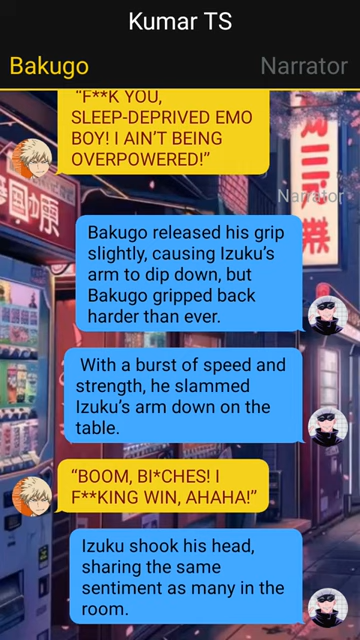 Kumar TS
Bakugo
Narrator
“F**K YOU,
SLEEP-DEPRIVED EMO
BOY! I AIN’T BEING
OVERPOWERED!”
Narrator
Bakugo released his grip
slightly, causing Izuku’s
arm to dip down, but
Bakugo gripped back
harder than ever.
With a burst of speed and
strength, he slammed
Izuku’s arm down on the
table.
“BOOM, BI*CHES! I
F**KING WIN, AHAHA!”
Izuku shook his head,
sharing the same
sentiment as many in the
room.